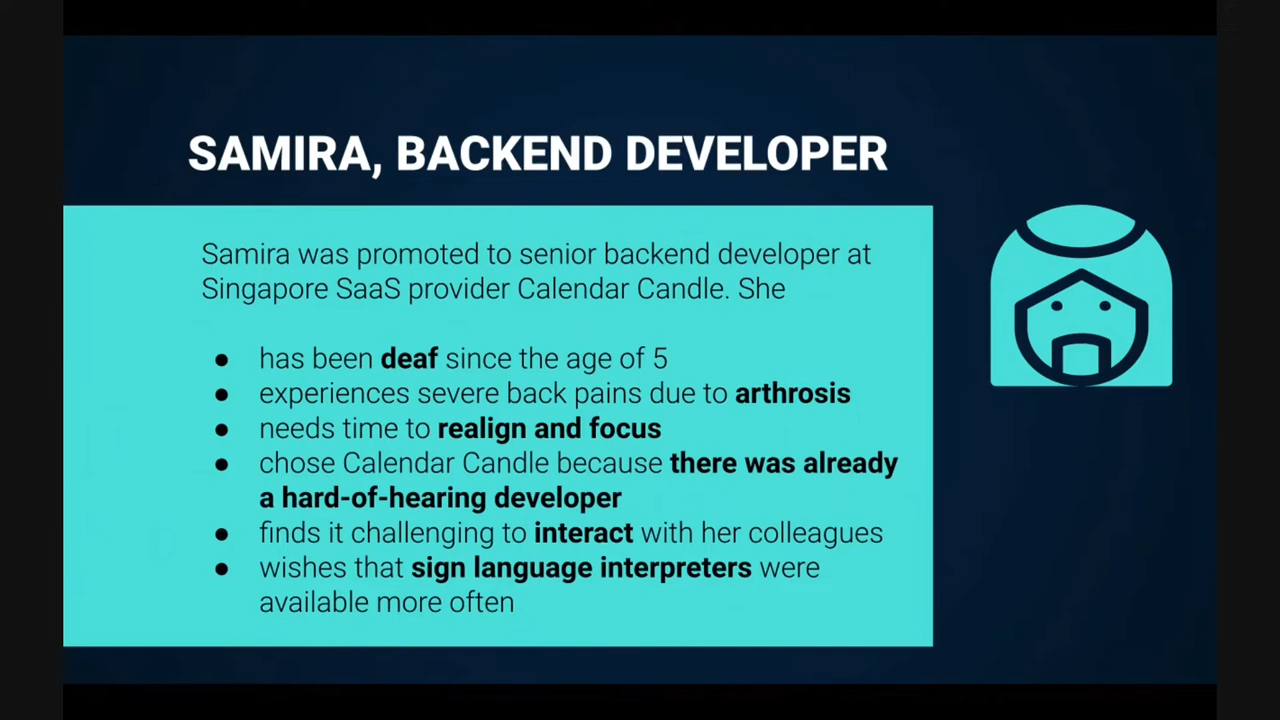 SAMIRA, BACKEND DEVELOPER
Samira was promoted to senior backend developer at
Singapore SaaS provider Calendar Candle. She
● has been deaf since the age of 5
● experiences severe back pains due to arthrosis
● needs time to realign and focus
● chose Calendar Candle because there was already
a hard-of-hearing developer
● finds it challenging to interact with her colleagues
● wishes that sign language interpreters were
available more often